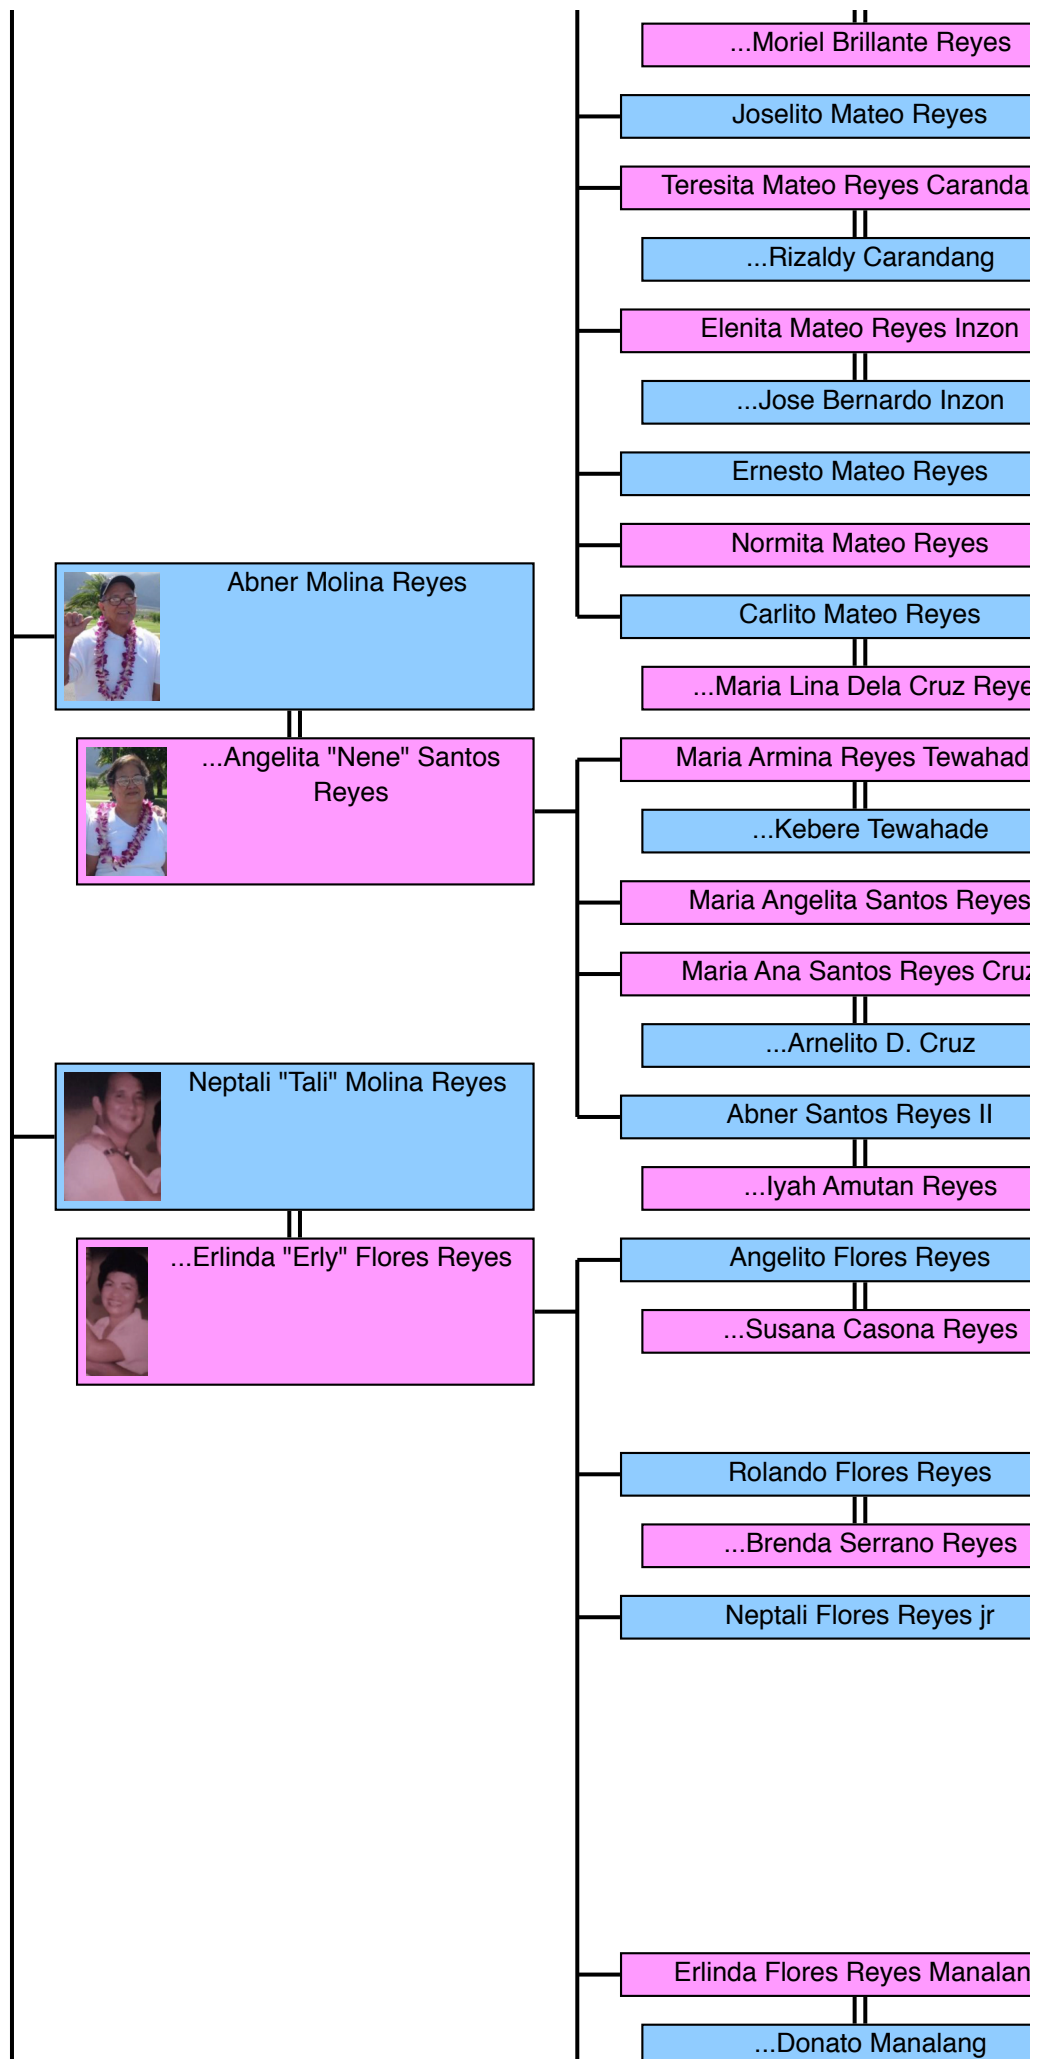 ...Moriel Brillante Reyes
Joselito Mateo Reyes
Teresita Mateo Reyes Caranda
...Rizaldy Carandang
Elenita Mateo Reyes Inzon
...Jose Bernardo Inzon
Ernesto Mateo Reyes
Normita Mateo Reyes
Abner Molina Reyes
Carlito Mateo Reyes
...Maria Lina Dela Cruz Reye
...Angelita "Nene" Santos
Reyes
Maria Armina Reyes Tewahad
...Kebere Tewahade
Maria Angelita Santos Reyes
Maria Ana Santos Reyes Cruz
...Arnelito D. Cruz
Neptali "Tali" Molina Reyes
Abner Santos Reyes II
...Iyah Amutan Reyes
...Erlinda "Erly" Flores Reyes
Angelito Flores Reyes
...Susana Casona Reyes
Rolando Flores Reyes
...Brenda Serrano Reyes
Neptali Flores Reyes jr
Erlinda Flores Reyes Manalan
...Donato Manalang